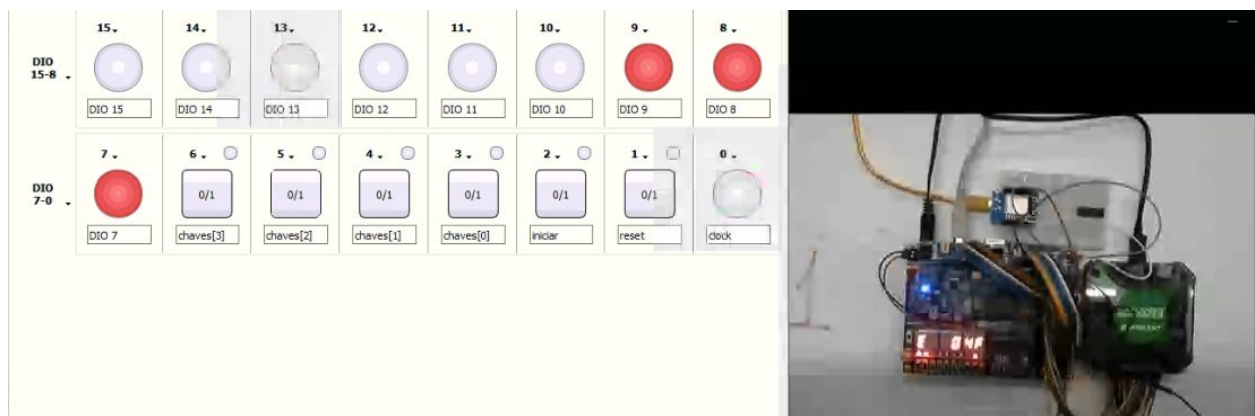 15 14 13 12 11 10 9 8
DIO 15-8
DIO 15 DIO 14 DIO 13 DIO 12 DIO 11 DIO 10 DIO 9 DIO 8
7 6 5 4 3 2 1 0
DIO 7-0
0/1 0/1 0/1 0/1 0/1 0/1
DIO 7 chaves[3] chaves[2] chaves[1] chaves[0] iniciar reset clock